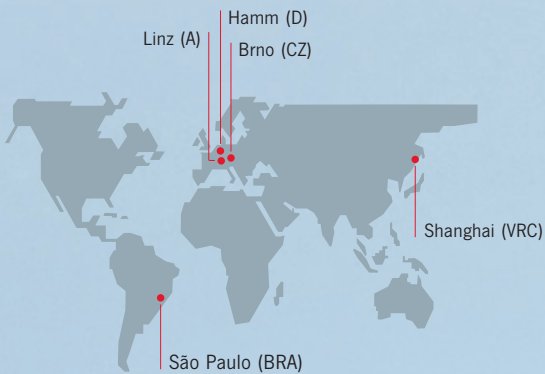 Hamm (D)
Linz (A)
Brno (CZ)
Shanghai (VRC)
São Paulo (BRA)